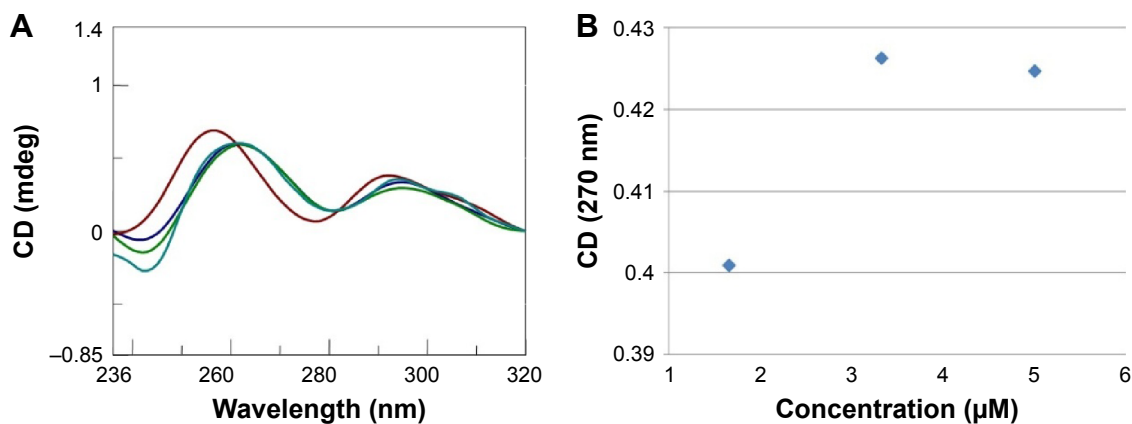 A
1.4
1
0
–0.85
CD (mdeg)
236 260 280 300 320
Wavelength (nm)
B
0.43
0.42
0.41
0.4
0.39
CD (270 nm)
1 2 3 4 5 6
Concentration (µM)